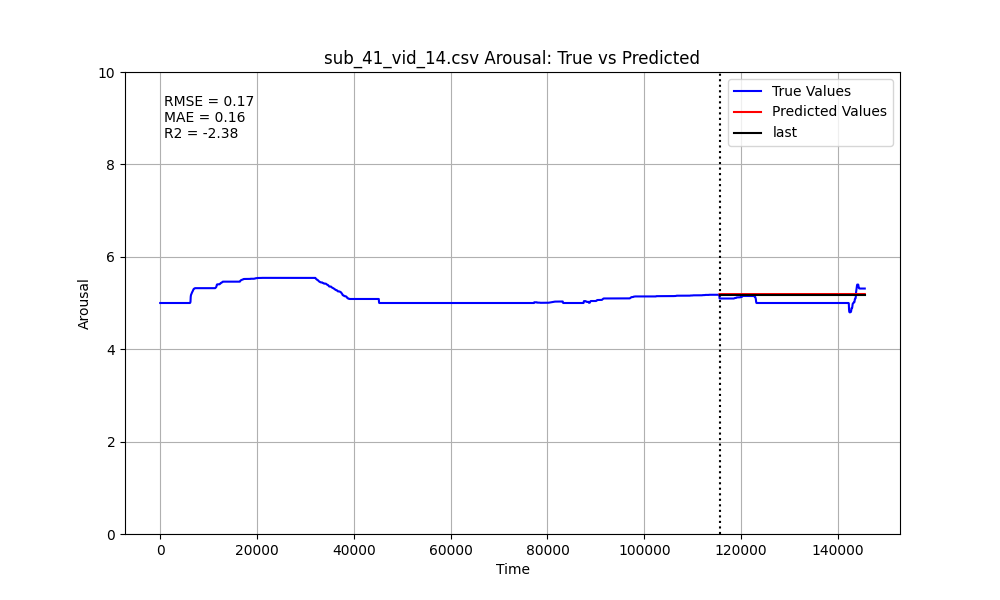 sub_41_vid_14.csv Arousal: True vs Predicted
10
8
6
4
2
0
Arousal
RMSE = 0.17
MAE = 0.16
R2 = -2.38
True Values
Predicted Values
last
0 20000 40000 60000 80000 100000 120000 140000
Time